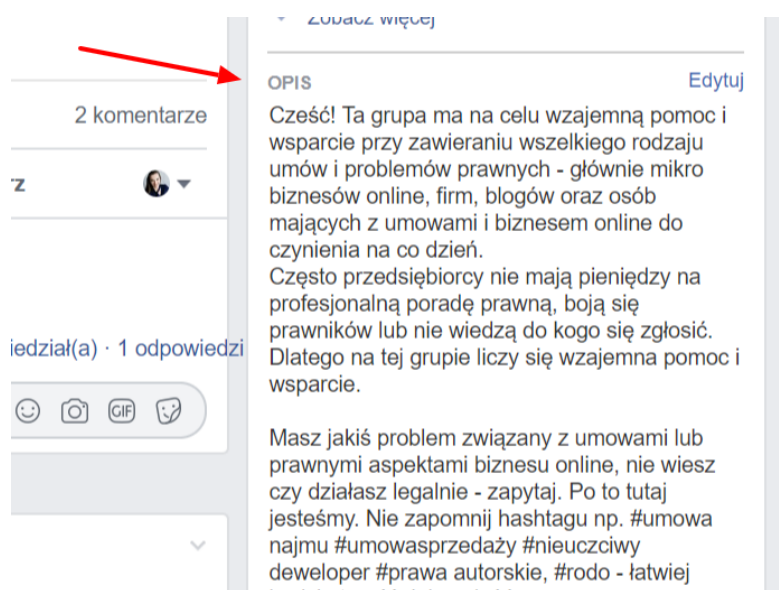 Zobacz więcej
OPIS
Edytuj
Cześć! Ta grupa ma na celu wzajemną pomoc i
wsparcie przy zawieraniu wszelkiego rodzaju
umów i problemów prawnych - głównie mikro
biznesów online, firm, blogów oraz osób
mających z umowami i biznesem online do
czynienia na co dzień.
Często przedsiębiorcy nie mają pieniędzy na
profesjonalną poradę prawną, boją się
prawników lub nie wiedzą do kogo się zgłosić.
Dlatego na tej grupie liczy się wzajemna pomoc i
wsparcie.
Masz jakiś problem związany z umowami lub
prawnymi aspektami biznesu online, nie wiesz
czy działasz legalnie - zapytaj. Po to tutaj
jesteśmy. Nie zapomnij hashtagu np. #umowa
najmu #umowasprzedaży #nieuczciwy
deweloper #prawa autorskie, #rodo - łatwiej
2 komentarze
rz
iedział(a) · 1 odpowiedzi
GIF